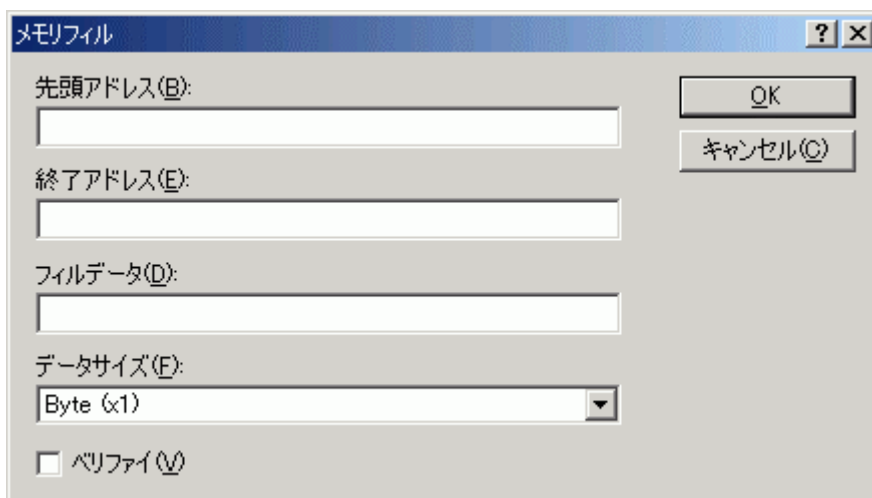 メモリフィル
先頭アドレス(B):
OK
キャンセル(C)
終了アドレス(E):
フィルデータ(D):
データサイズ(F):
Byte (x1)
ベリファイ(V)